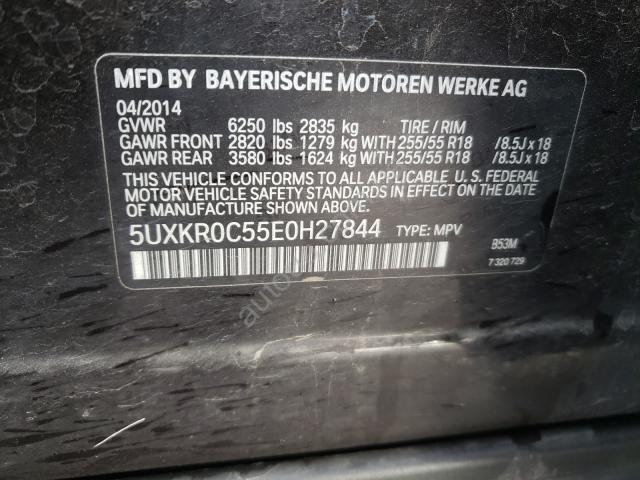 MFD BY BAYERISCHE MOTOREN WERKE AG
04/2014
GVWR 6250 lbs 2835 kg TIRE / RIM
GAWR FRONT 2820 lbs 1279 kg WITH 255/55 R18 /8.5J x 18
GAWR REAR 3580 lbs 1624 kg WITH 255/55 R18 /8.5J x 18
THIS VEHICLE CONFORMS TO ALL APPLICABLE U. S. FEDERAL
MOTOR VEHICLE SAFETY STANDARDS IN EFFECT ON THE
DATE OF MANUFACTURE SHOWN ABOVE.
5UXKR0C55E0H27844 TYPE: MPV
B53M
7 320 729